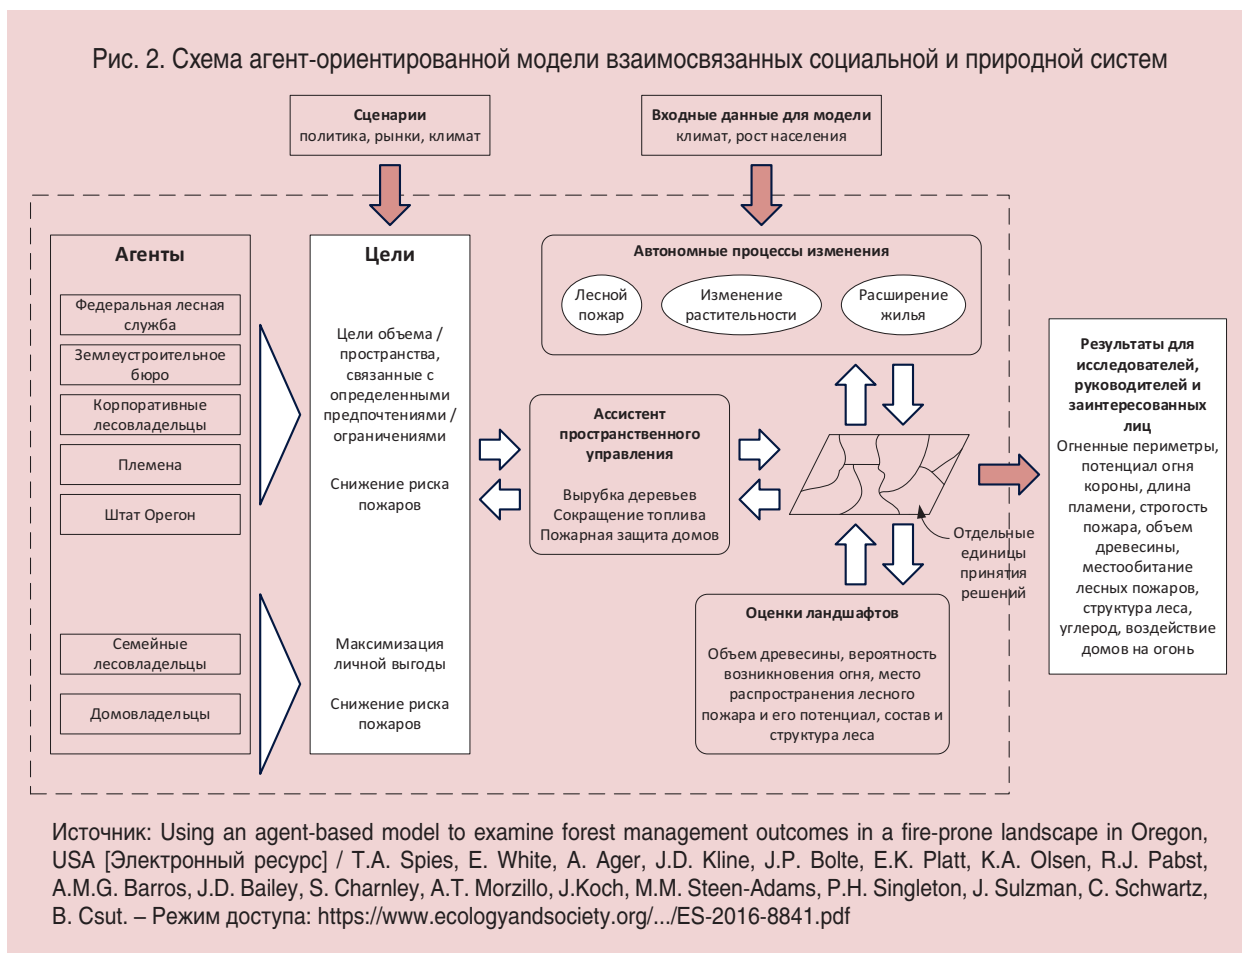 Рис. 2. Схема агент-ориентированной модели взаимосвязанных социальной и природной систем
Сценарии
политика, рынки, климат
Входные данные для модели
климат, рост населения
Агенты
Федеральная лесная
служба
Землеустроительное
бюро
Корпоративные
лесовладельцы
Племена
Штат Орегон
Семейные
лесовладельцы
Домовладельцы
Цели
Цели объема /
пространства,
связанные с
определенными
предпочтениями /
ограничениями
Снижение риска
пожаров
Максимизация
личной выгоды
Снижение риска
пожаров
Автономные процессы изменения
Лесной
пожар
Изменение
растительности
Расширение
жилья
Ассистент
пространственного
управления
Вырубка деревьев
Сокращение топлива
Пожарная защита домов
Отдельные
единицы
принятия
решений
Оценки ландшафтов
Объем древесины, вероятность
возникновения огня, место
распространения лесного
пожара и его потенциал, состав и
структура леса
Результаты для
исследователей,
руководителей и
заинтересованных
лиц
Огненные периметры,
потенциал огня
короны, длина
пламени, строгость
пожара, объем
древесины,
местообитание
лесных пожаров,
структура леса,
углерод, воздействие
домов на огонь
Источник: Using an agent-based model to examine forest management outcomes in a fire-prone landscape in Oregon,
USA [Электронный ресурс] / T.A. Spies, E. White, A. Ager, J.D. Kline, J.P. Bolte, E.K. Platt, K.A. Olsen, R.J. Pabst,
A.M.G. Barros, J.D. Bailey, S. Charnley, A.T. Morzillo, J.Koch, M.M. Steen-Adams, P.H. Singleton, J. Sulzman, C. Schwartz,
B. Csut. – Режим доступа: https://www.ecologyandsociety.org/.../ES-2016-8841.pdf